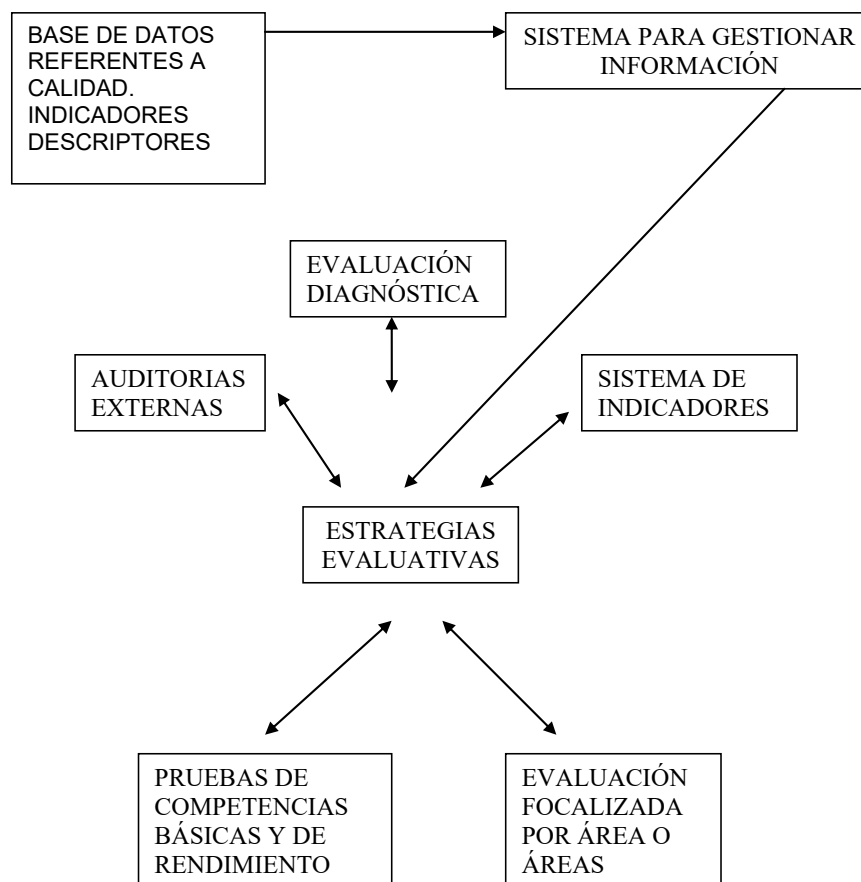 BASE DE DATOS
REFERENTES A
CALIDAD.
INDICADORES
DESCRIPTORES
SISTEMA PARA GESTIONAR
INFORMACIÓN
EVALUACIÓN
DIAGNÓSTICA
AUDITORIAS
EXTERNAS
SISTEMA DE
INDICADORES
ESTRATEGIAS
EVALUATIVAS
PRUEBAS DE
COMPETENCIAS
BÁSICAS Y DE
RENDIMIENTO
EVALUACIÓN
FOCALIZADA
POR ÁREA O
ÁREAS